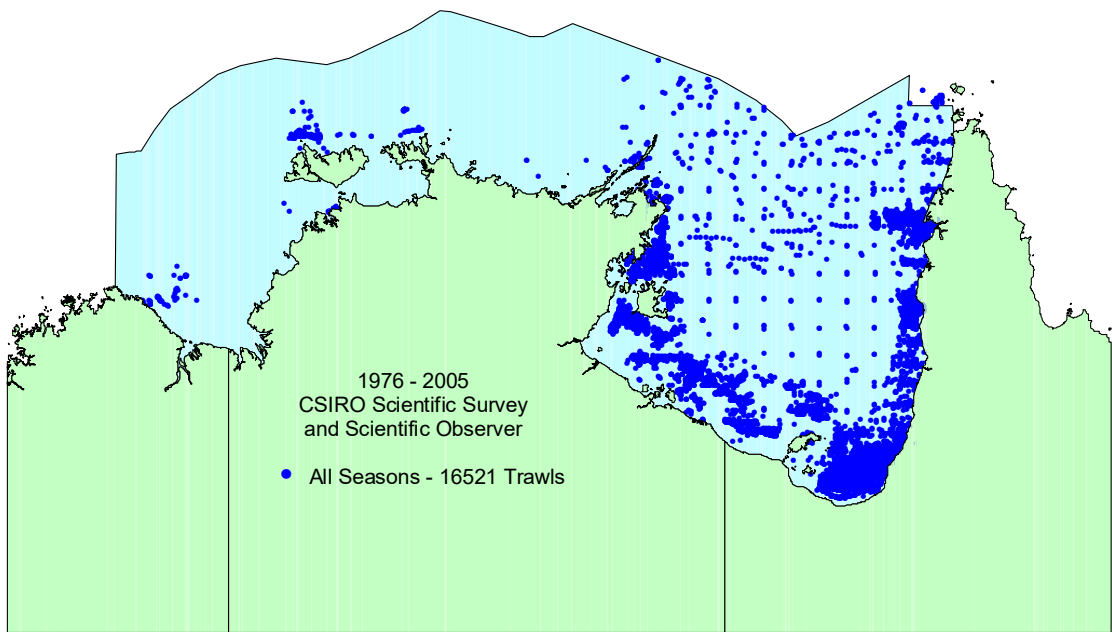 1976 - 2005
CSIRO Scientific Survey
and Scientific Observer
All Seasons - 16521 Trawls